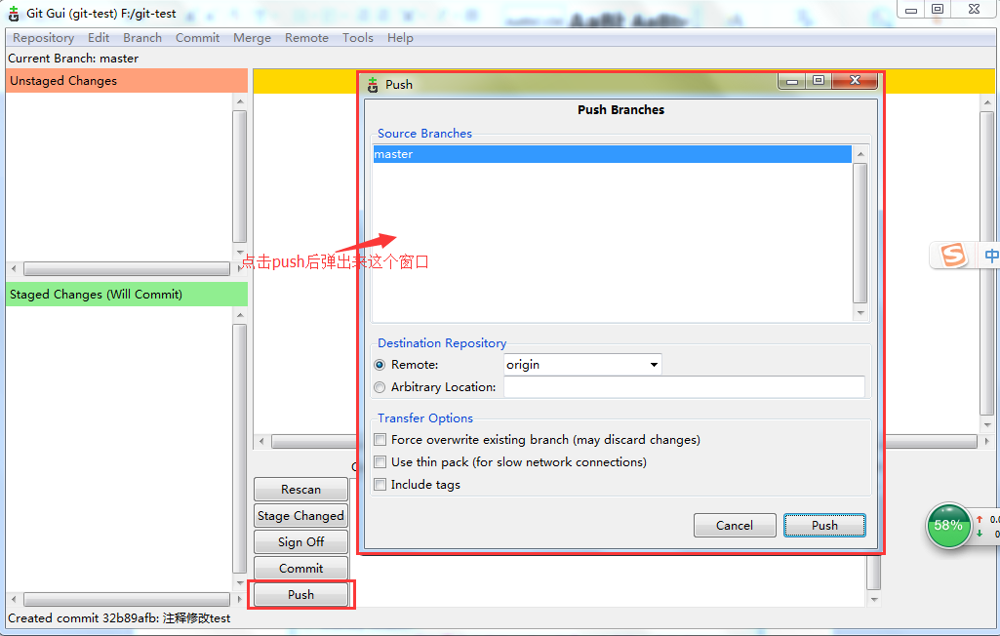 Git Gui (git-test) F:/git-test
Repository Edit Branch Commit Merge Remote Tools Help
Current Branch: master
Unstaged Changes
Staged Changes (Will Commit)
Rescan
Stage Changed
Sign Off
Commit
Push
Created commit 32b89afb: 注释修改test
点击push后弹出来这个窗口
Push
Push Branches
Source Branches
master
Destination Repository
Remote: origin
Arbitrary Location:
Transfer Options
Force overwrite existing branch (may discard changes)
Use thin pack (for slow network connections)
Include tags
Cancel Push
S 中
58%